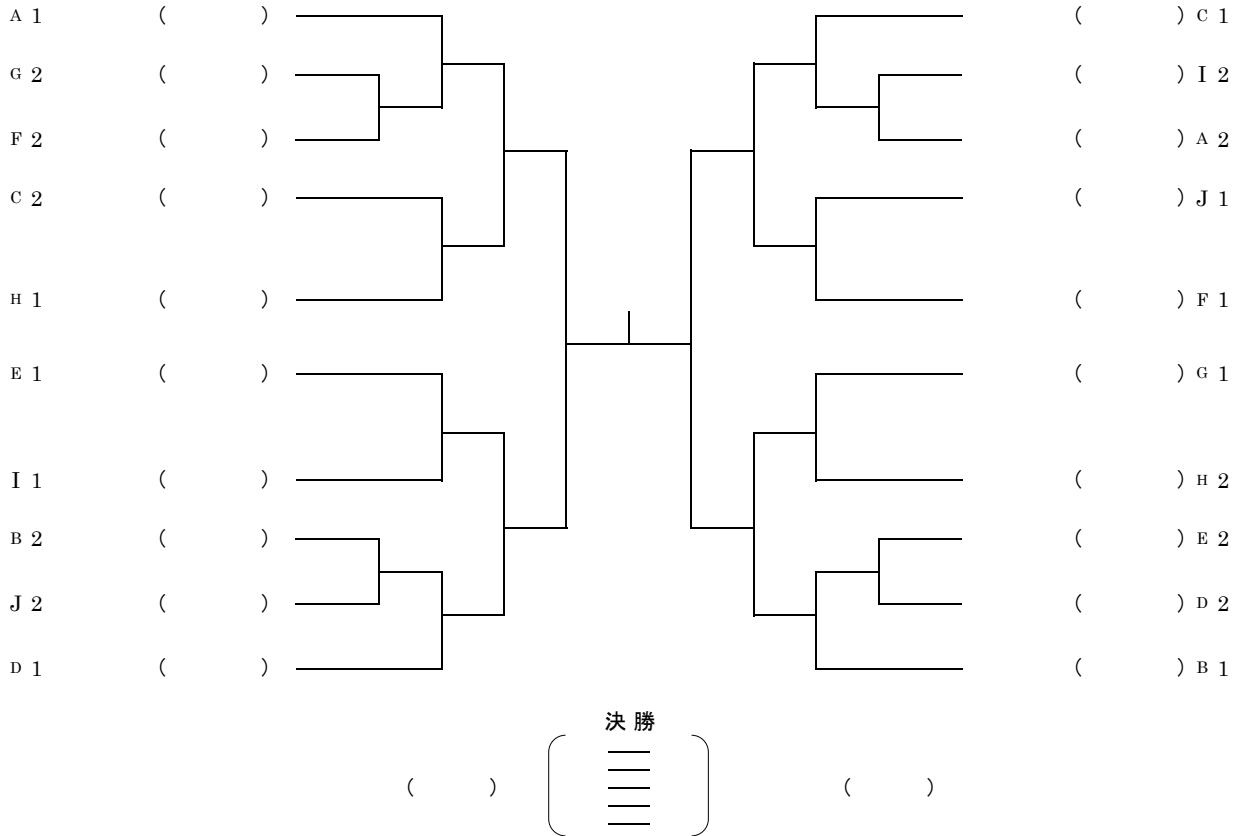 A 1 ( ) ( ) C 1
G 2 ( ) ( ) I 2
F 2 ( ) ( ) A 2
C 2 ( ) ( ) J 1
H 1 ( ) ( ) F 1
E 1 ( ) ( ) G 1
I 1 ( ) ( ) H 2
B 2 ( ) ( ) E 2
J 2 ( ) ( ) D 2
D 1 ( ) ( ) B 1
決 勝
( ) ( )